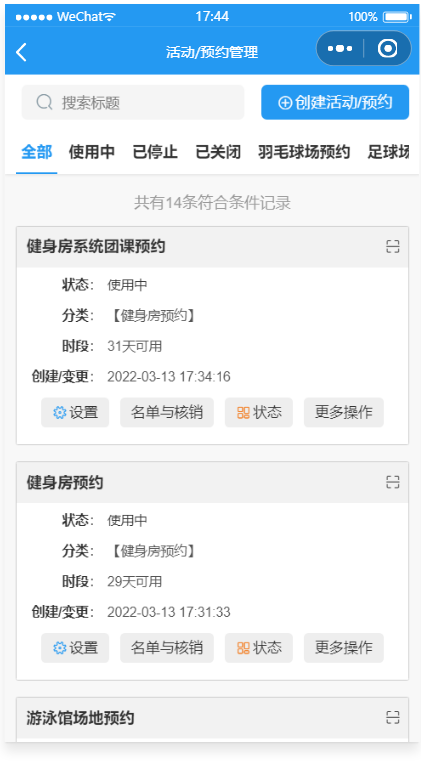 WeChat 17:44 100%
活动/预约管理
搜索标题 创建活动/预约
全部 使用中 已停止 已关闭 羽毛球场预约 足球场
共有14条符合条件记录
健身房系统团课预约
状态： 使用中
分类： 【健身房预约】
时段： 31天可用
创建/变更： 2022-03-13 17:34:16
设置 名单与核销 状态 更多操作
健身房预约
状态： 使用中
分类： 【健身房预约】
时段： 29天可用
创建/变更： 2022-03-13 17:31:33
设置 名单与核销 状态 更多操作
游泳馆场地预约